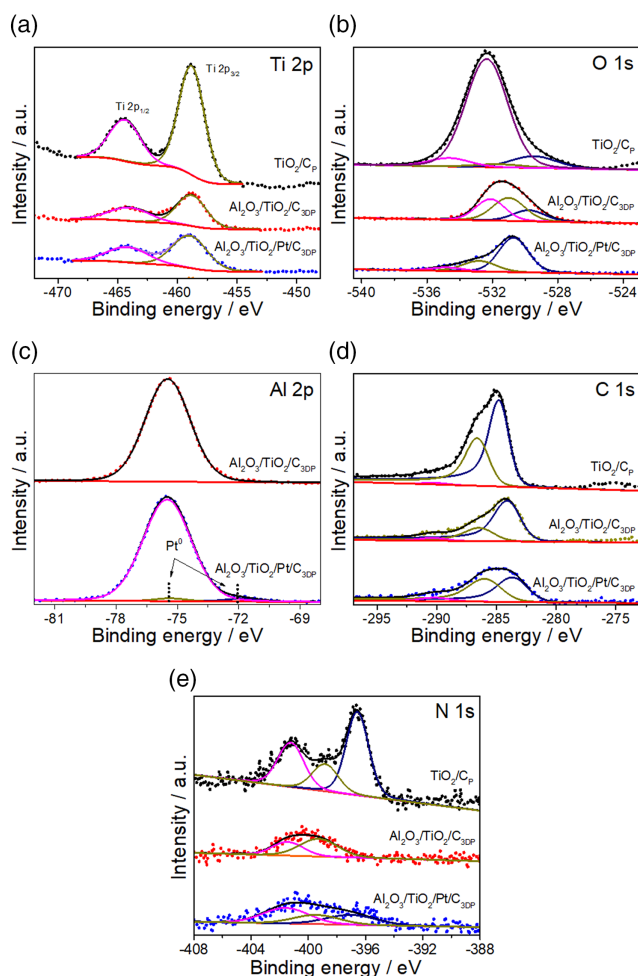 (a)
Ti 2p
Ti 2p1/2
Ti 2p3/2
TiO2/CP
Al2O3/TiO2/C3DP
Al2O3/TiO2/Pt/C3DP
Intensity / a.u.
-470 -465 -460 -455 -450
Binding energy / eV
(b)
O 1s
TiO2/CP
Al2O3/TiO2/C3DP
Al2O3/TiO2/Pt/C3DP
Intensity / a.u.
-540 -536 -532 -528 -524
Binding energy / eV
(c)
Al 2p
Al2O3/TiO2/C3DP
Pt0
Al2O3/TiO2/Pt/C3DP
Intensity / a.u.
-81 -78 -75 -72 -69
Binding energy / eV
(d)
C 1s
TiO2/CP
Al2O3/TiO2/C3DP
Al2O3/TiO2/Pt/C3DP
Intensity / a.u.
-295 -290 -285 -280 -275
Binding energy / eV
(e)
N 1s
TiO2/CP
Al2O3/TiO2/C3DP
Al2O3/TiO2/Pt/C3DP
Intensity / a.u.
-408 -404 -400 -396 -392 -388
Binding energy / eV